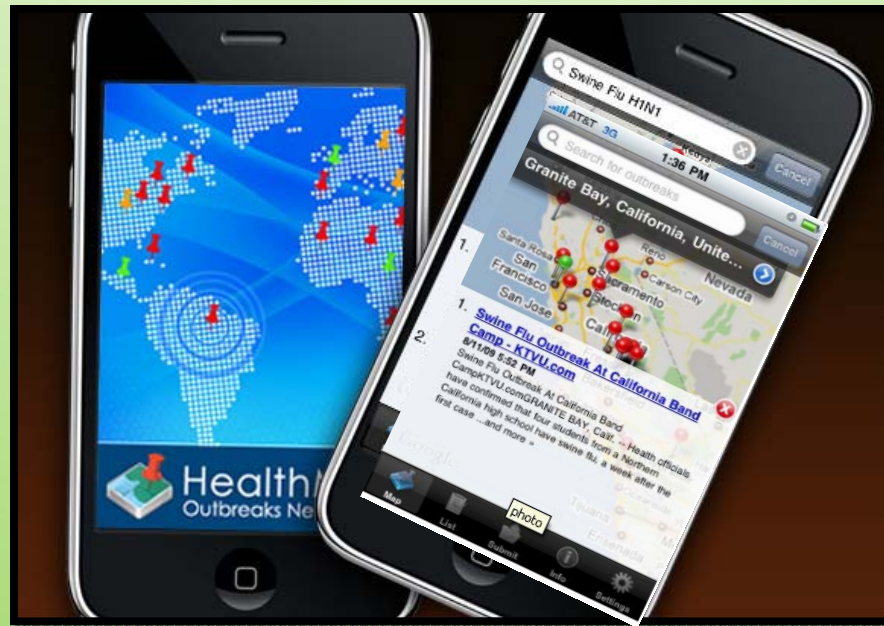 HealthM
Outbreaks Ne
Swine Flu H1N1
Cancel
AT&T 3G
1:36 PM
Search for outbreaks
Cancel
Granite Bay, California, Unite...
Reno
Santa Rosa
Carson City
Nevada
San
Francisco
Sacramento
Stockton
San Jose
1.
2.
1. Swine Flu Outbreak At California Band
Camp - KTVU.com
8/11/09 5:52 PM
Swine Flu Outbreak At California Band
CampKTVU.comGRANITE BAY, Calif. -- Health officials
have confirmed that four students from a Northern
California high school have swine flu, a week after the
first case ...and more »
Bakersfield
Google
Tijuana
Ensenada
photo
Map
List
Submit
Info
Settings